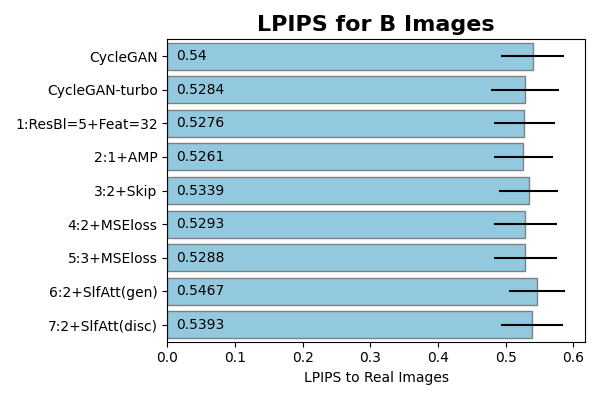 LPIPS for B Images
CycleGAN 0.54
CycleGAN-turbo 0.5284
1:ResBl=5+Feat=32 0.5276
2:1+AMP 0.5261
3:2+Skip 0.5339
4:2+MSEloss 0.5293
5:3+MSEloss 0.5288
6:2+SlfAtt(gen) 0.5467
7:2+SlfAtt(disc) 0.5393
0.0 0.1 0.2 0.3 0.4 0.5 0.6
LPIPS to Real Images